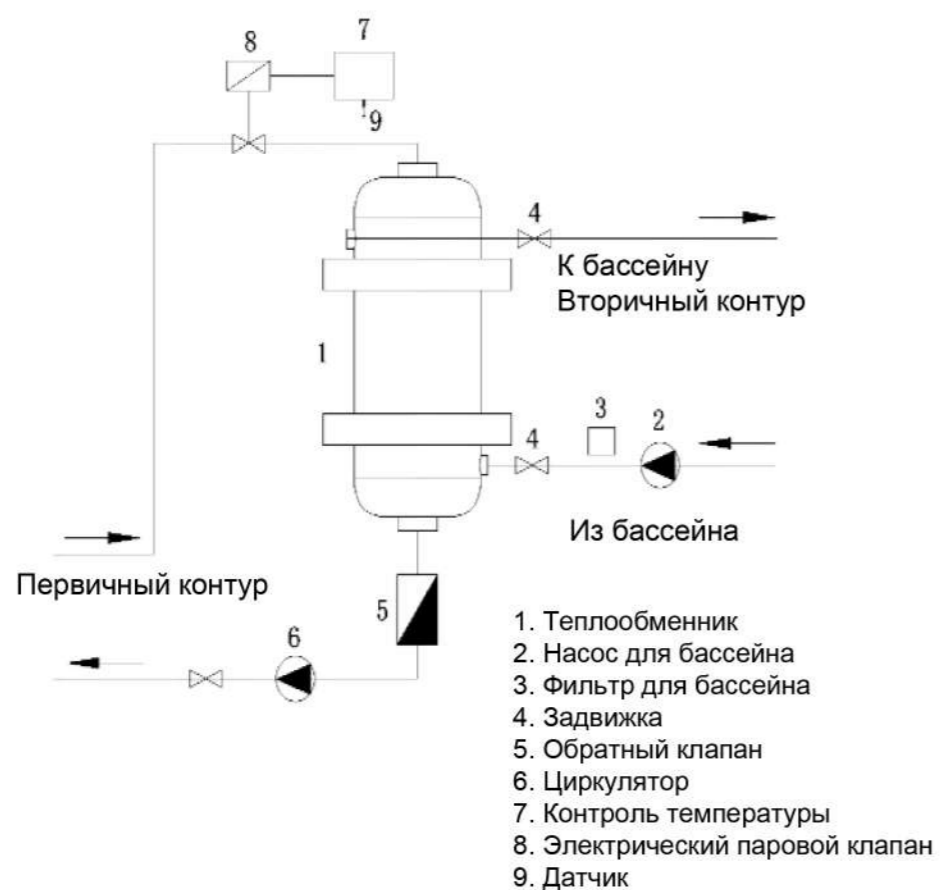 7
8
9
4
К бассейну
Вторичный контур
1
3
2
4
Из бассейна
Первичный контур
5
6
1. Теплообменник
2. Насос для бассейна
3. Фильтр для бассейна
4. Задвижка
5. Обратный клапан
6. Циркулятор
7. Контроль температуры
8. Электрический паровой клапан
9. Датчик